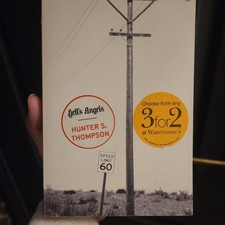 Hell's Angels
HUNTER S.
THOMPSON
Choose from any
3 for 2
at Waterstone's
SPEED
LIMIT
60